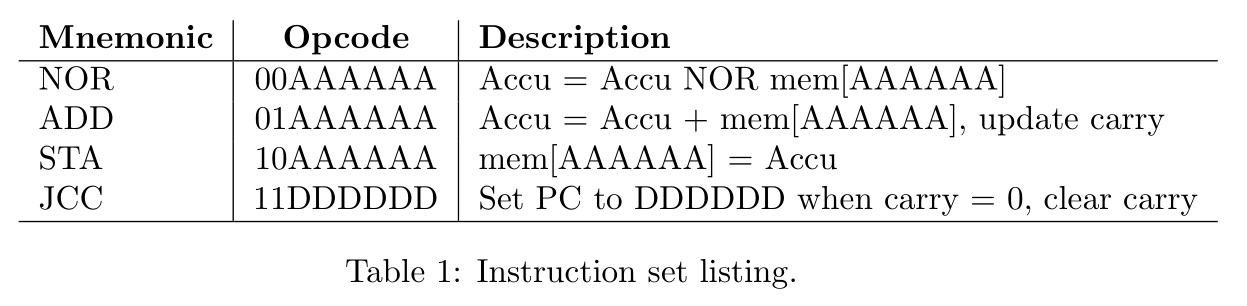 Mnemonic Opcode Description
NOR 00AAAAAA Accu = Accu NOR mem[AAAAAA]
ADD 01AAAAAA Accu = Accu + mem[AAAAAA], update carry
STA 10AAAAAA mem[AAAAAA] = Accu
JCC 11DDDDDD Set PC to DDDDDD when carry = 0, clear carry
Table 1: Instruction set listing.